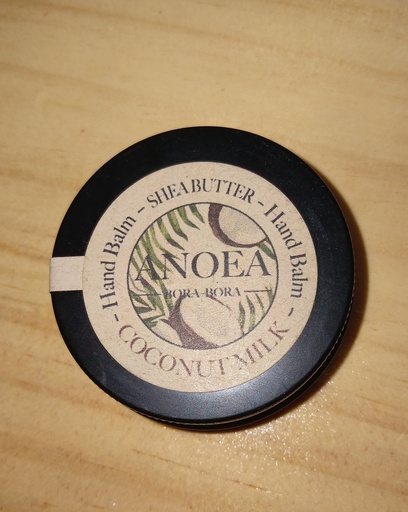 - Hand Balm - SHEA BUTTER - Hand Balm -
ANOEA
BORA-BORA
COCONUT MILK